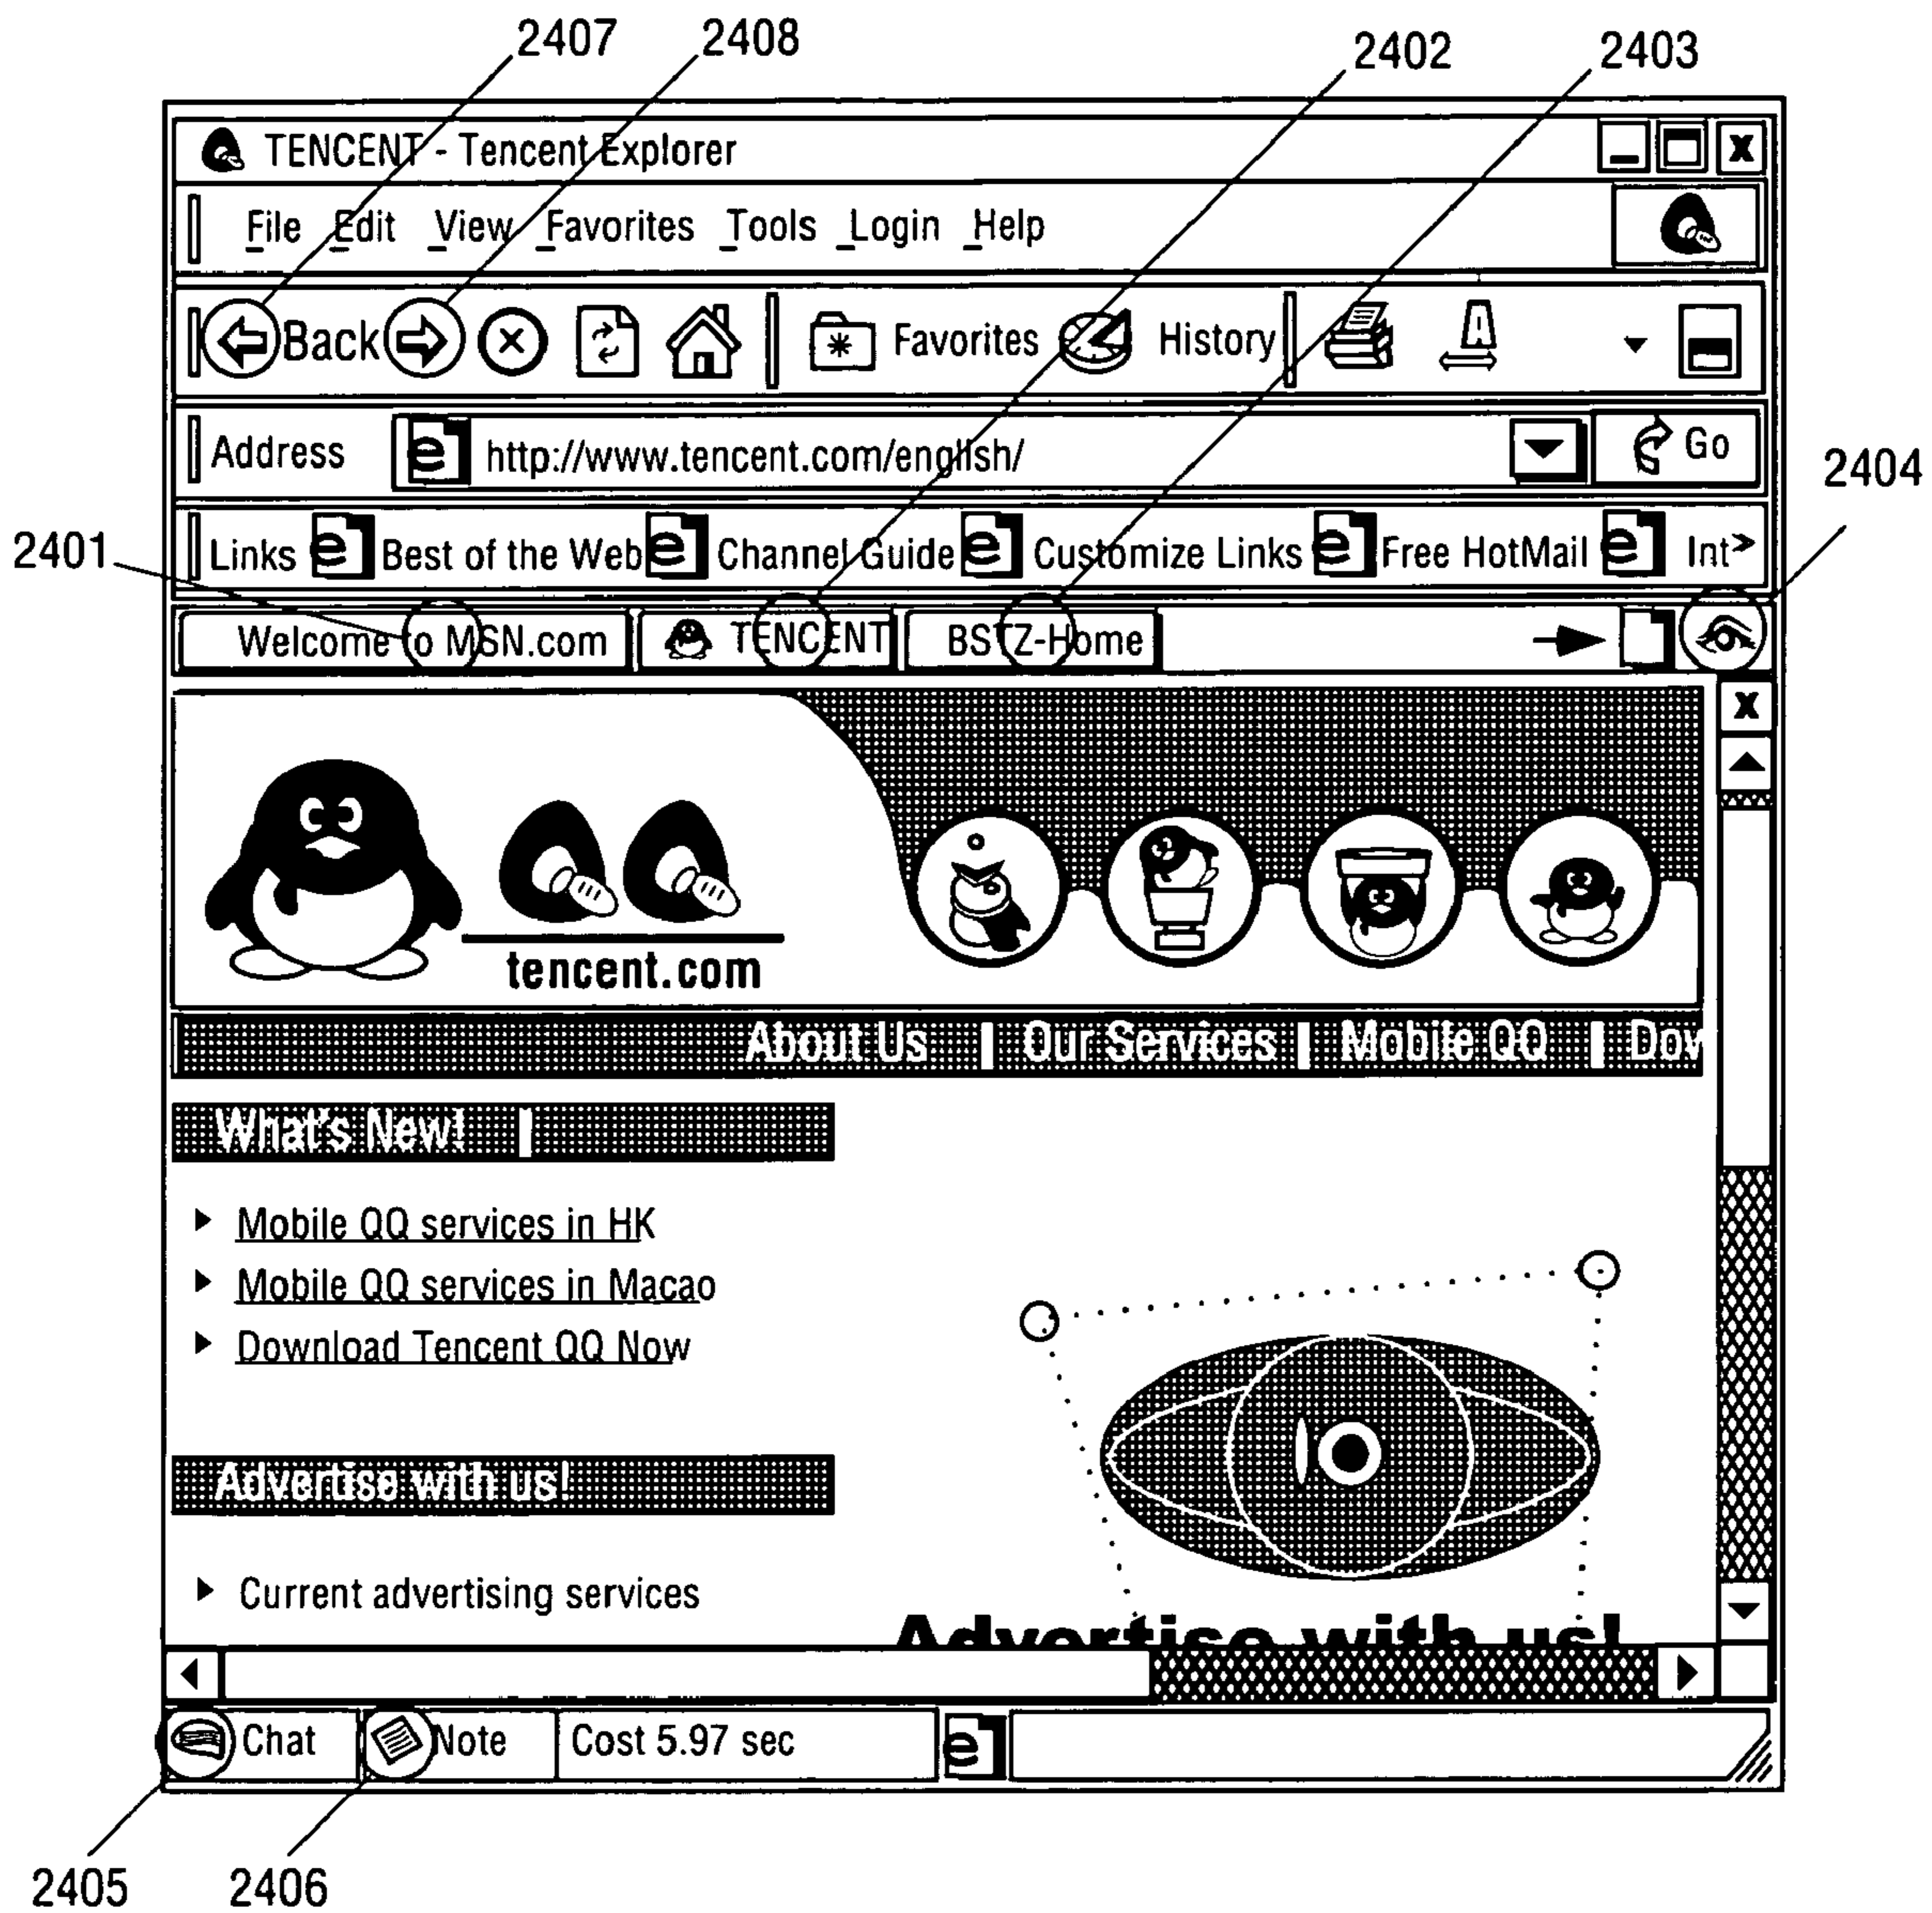 2407 2408 2402 2403
TENCENT - Tencent Explorer
File Edit View Favorites Tools Login Help
Back Favorites History
Address http://www.tencent.com/english/ Go
2404
2401
Links Best of the Web Channel Guide Customize Links Free HotMail Int>
Welcome to MSN.com TENCENT BSTZ-Home
tencent.com
About Us | Our Services | Mobile QQ | Dow
What's New! |
Mobile QQ services in HK
Mobile QQ services in Macao
Download Tencent QQ Now
Advertise with us!
Current advertising services
Advertise with us!
Chat Note Cost 5.97 sec
2405 2406